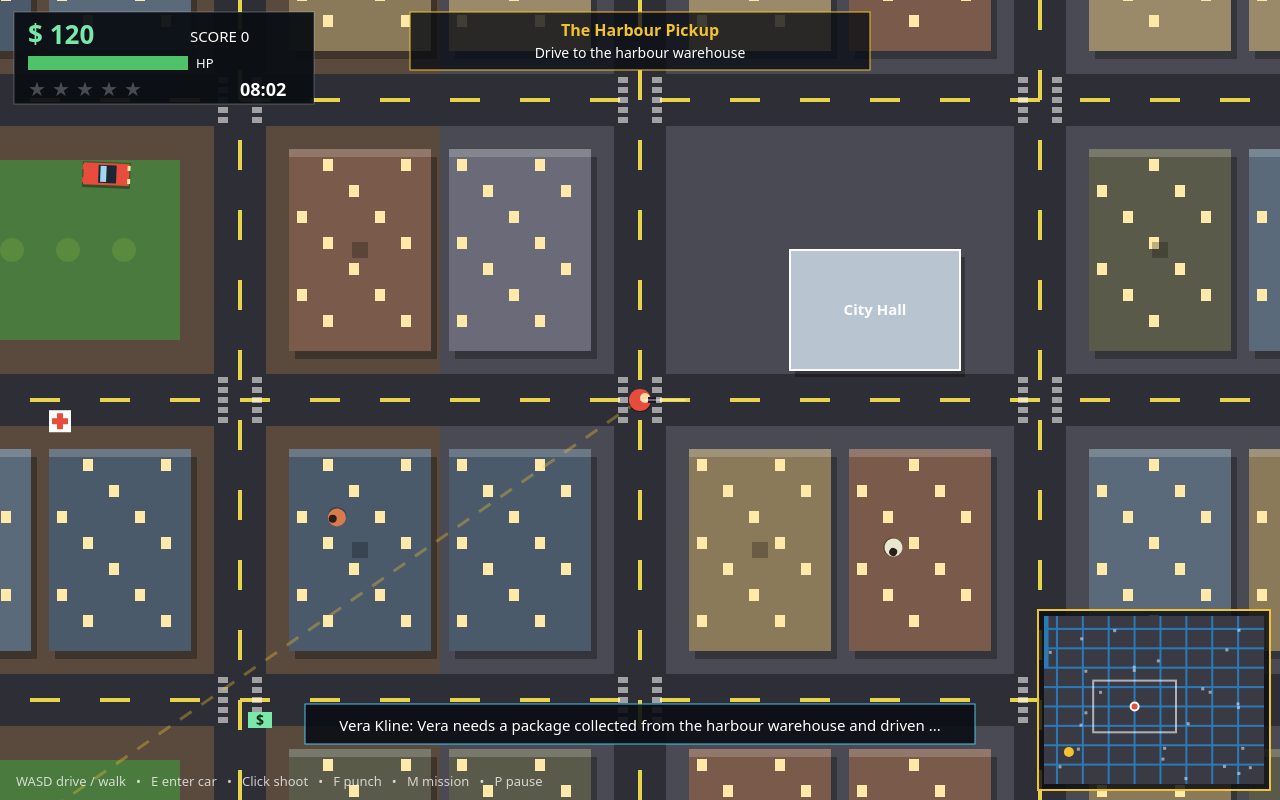 $ 120
SCORE 0
HP
★ ★ ★ ★ ★
08:02
The Harbour Pickup
Drive to the harbour warehouse
City Hall
$
Vera Kline: Vera needs a package collected from the harbour warehouse and driven ...
WASD drive / walk • E enter car • Click shoot • F punch • M mission • P pause